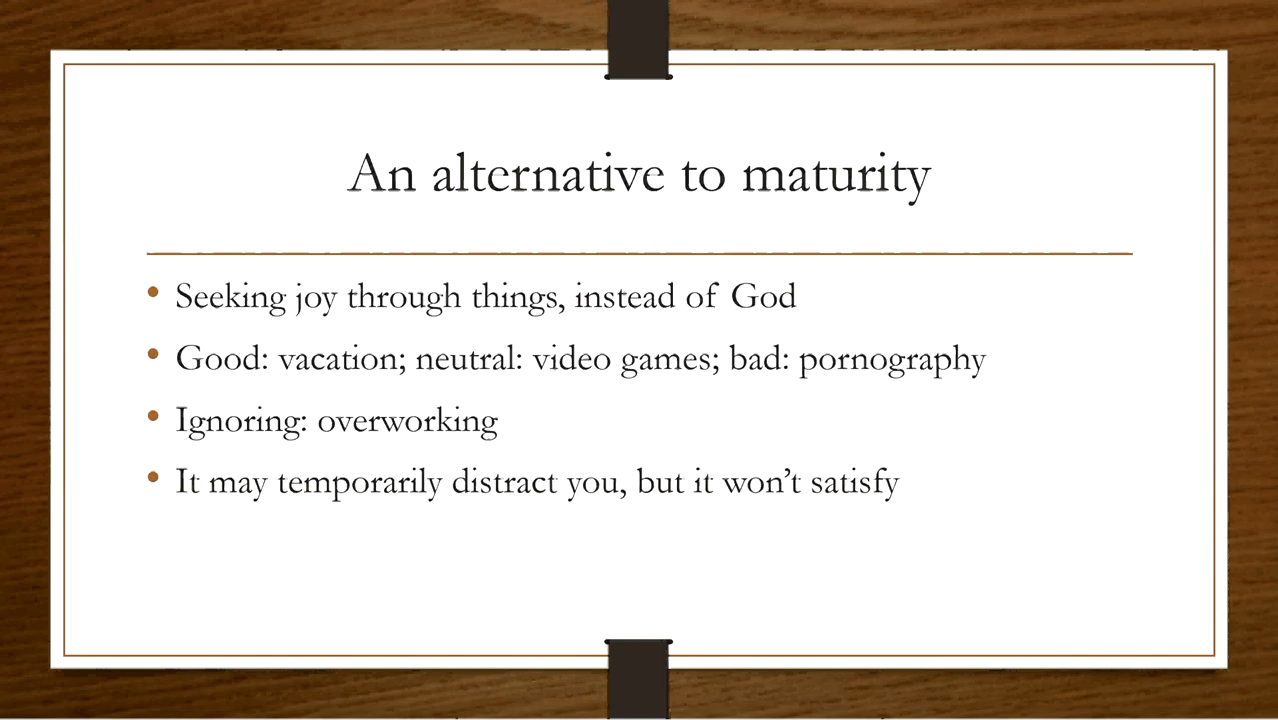 An alternative to maturity
• Seeking joy through things, instead of God
• Good: vacation; neutral: video games; bad: pornography
• Ignoring: overworking
• It may temporarily distract you, but it won’t satisfy